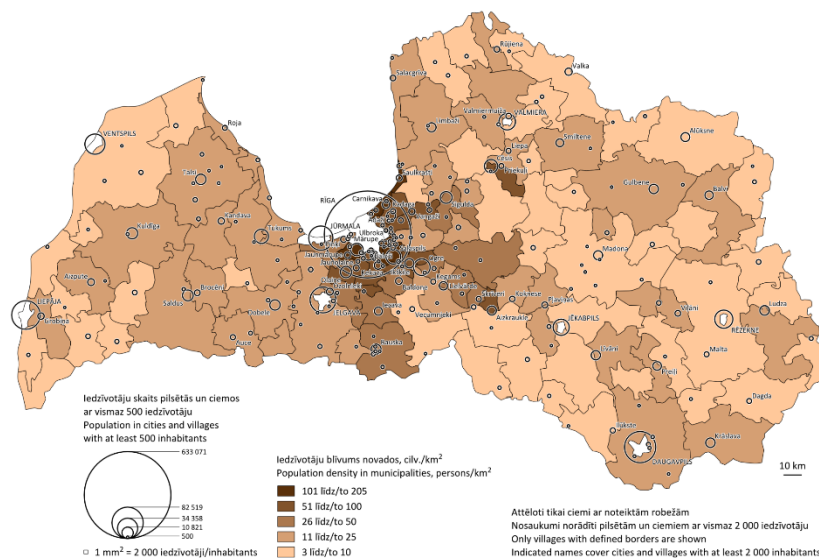 Rūjiena
Valka
Salacgrīva
Valmiermuiža
VALMIERA
Alūksne
Limbaži
Smiltene
Roja
VENTSPILS
Liepa
Cēsis
Priekuļi
Saulkrasti
Talsi
Gulbene
Balvi
RĪGA
Carnikava
Sigulda
Kandava
JŪRMALA
Kuldīga
Tukums
Ulbroka
Mārupe
Madona
Aizpute
Ogre
Ķegums
Lielvārde
Koknese
Pļaviņas
Viļāni
Ludza
LIEPĀJA
Grobiņa
Saldus
Brocēni
Dobele
JELGAVA
Iecava
Vecumnieki
Aizkraukle
JĒKABPILS
RĒZEKNE
Auce
Bauska
Līvāni
Malta
Preiļi
Dagda
Ilūkste
Krāslava
DAUGAVPILS
10 km
Iedzīvotāju skaits pilsētās un ciemos
ar vismaz 500 iedzīvotāju
Population in cities and villages
with at least 500 inhabitants
633 071
82 519
34 358
10 821
500
1 mm² = 2 000 iedzīvotāji/inhabitants
Iedzīvotāju blīvums novados, cilv./km²
Population density in municipalities, persons/km²
101 līdz/to 205
51 līdz/to 100
26 līdz/to 50
11 līdz/to 25
3 līdz/to 10
Attēloti tikai ciemi ar noteiktām robežām
Nosaukumi norādīti pilsētām un ciemiem ar vismaz 2 000 iedzīvotāju
Only villages with defined borders are shown
Indicated names cover cities and villages with at least 2 000 inhabitants